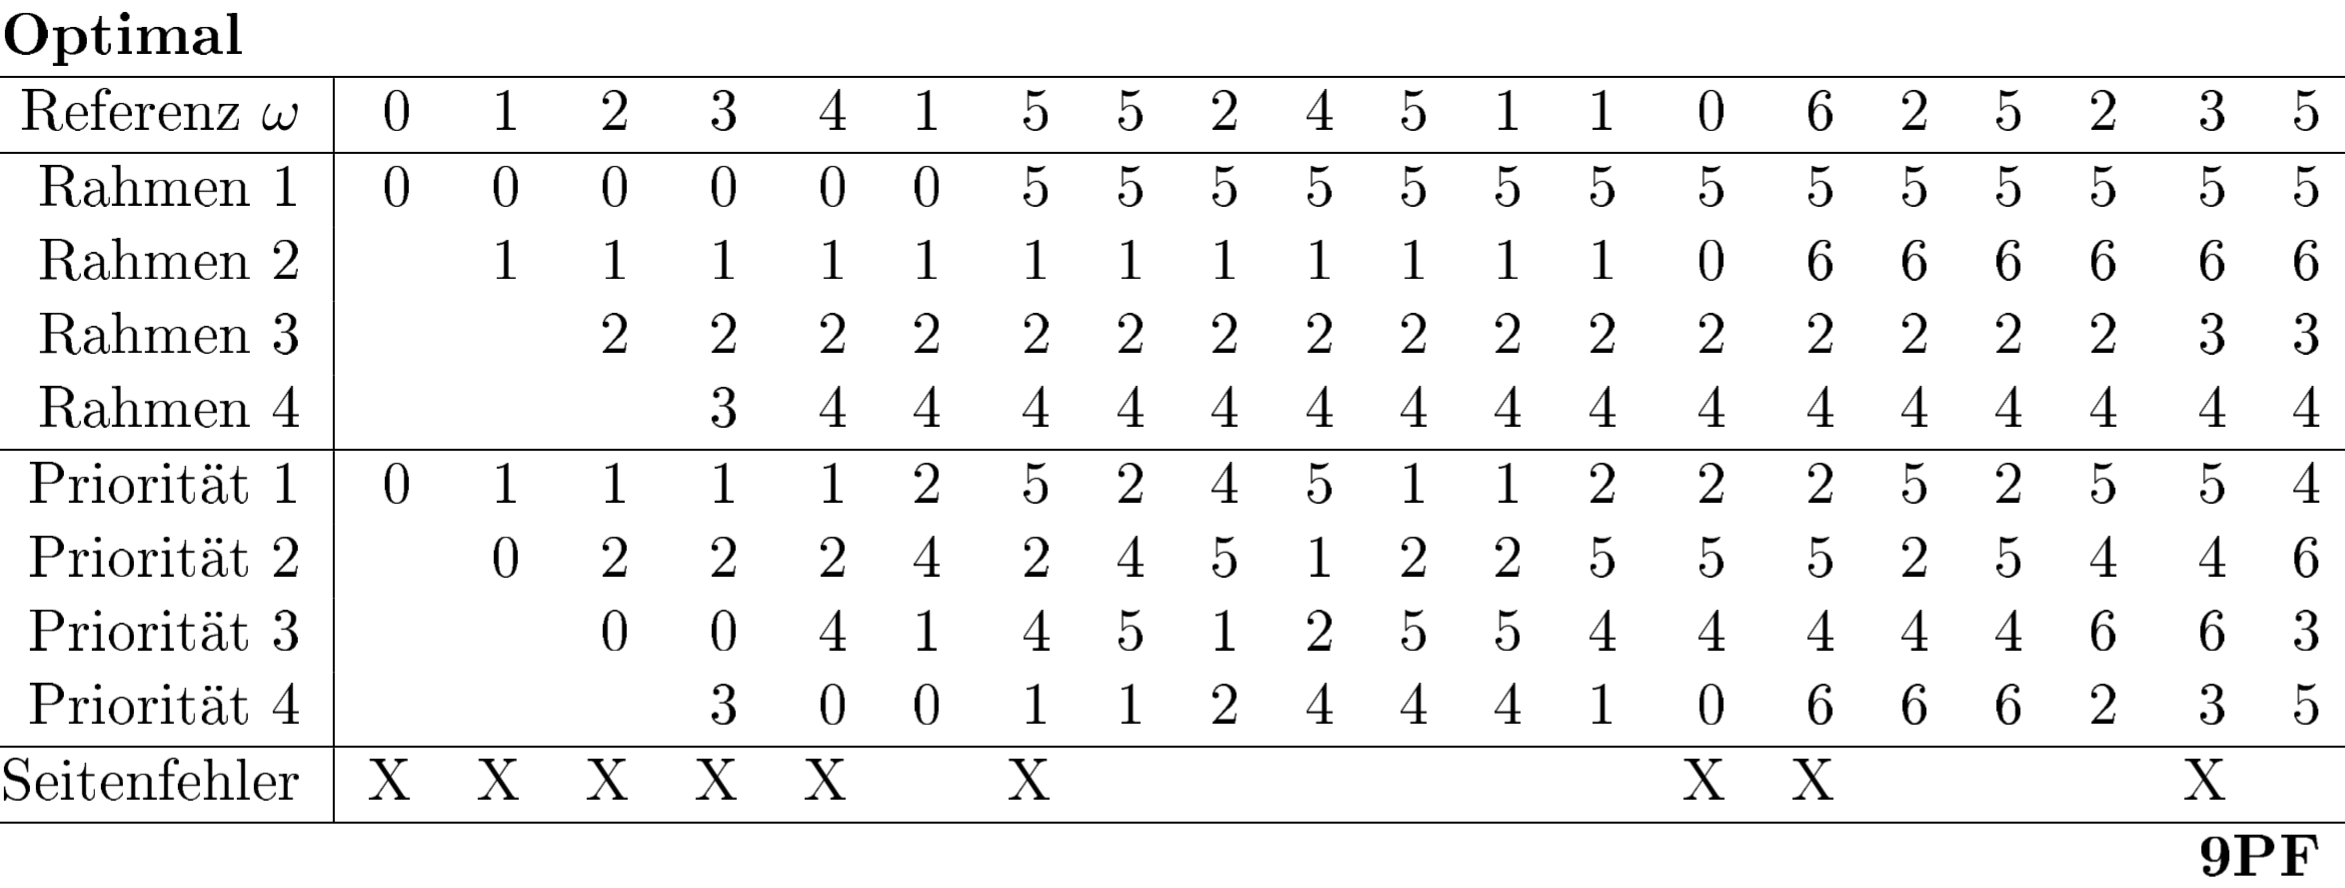 Optimal
Referenz ω 0 1 2 3 4 1 5 5 2 4 5 1 1 0 6 2 5 2 3 5
Rahmen 1 0 0 0 0 0 0 5 5 5 5 5 5 5 5 5 5 5 5 5 5
Rahmen 2 1 1 1 1 1 1 1 1 1 1 1 1 0 6 6 6 6 6 6
Rahmen 3 2 2 2 2 2 2 2 2 2 2 2 2 2 2 2 2 3 3
Rahmen 4 3 4 4 4 4 4 4 4 4 4 4 4 4 4 4 4 4
Priorität 1 0 1 1 1 1 2 5 2 4 5 1 1 2 2 2 5 2 5 5 4
Priorität 2 0 2 2 2 4 2 4 5 1 2 2 5 5 5 2 5 4 4 6
Priorität 3 0 0 4 1 4 5 1 2 5 5 4 4 4 4 4 6 6 3
Priorität 4 3 0 0 1 1 2 4 4 4 1 0 6 6 6 2 3 5
Seitenfehler X X X X X X X X X
9PF